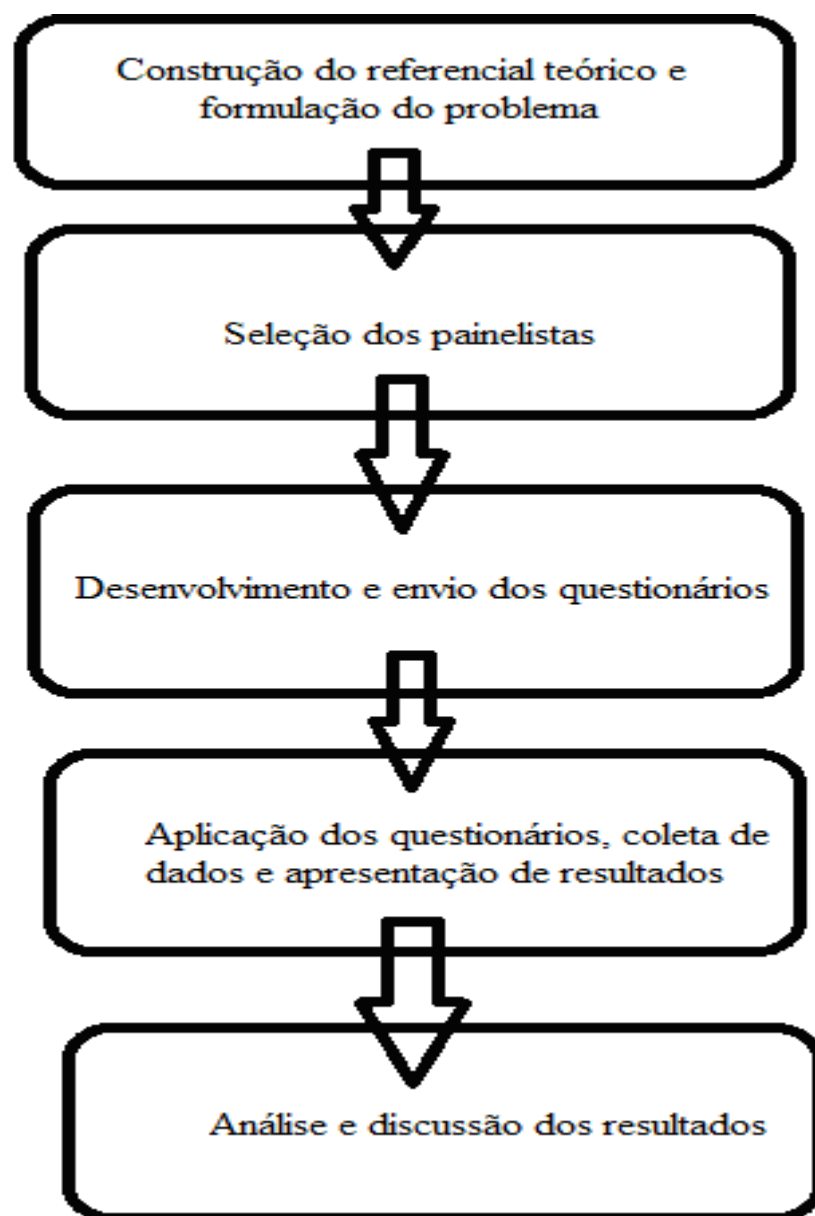 Construção do referencial teórico e
formulação do problema
Seleção dos painelistas
Desenvolvimento e envio dos questionários
Aplicação dos questionários, coleta de
dados e apresentação de resultados
Análise e discussão dos resultados